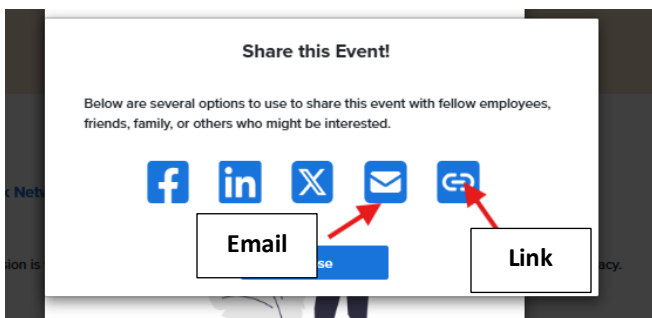 Share this Event!
Below are several options to use to share this event with fellow employees,
friends, family, or others who might be interested.
f in X
Email
Link